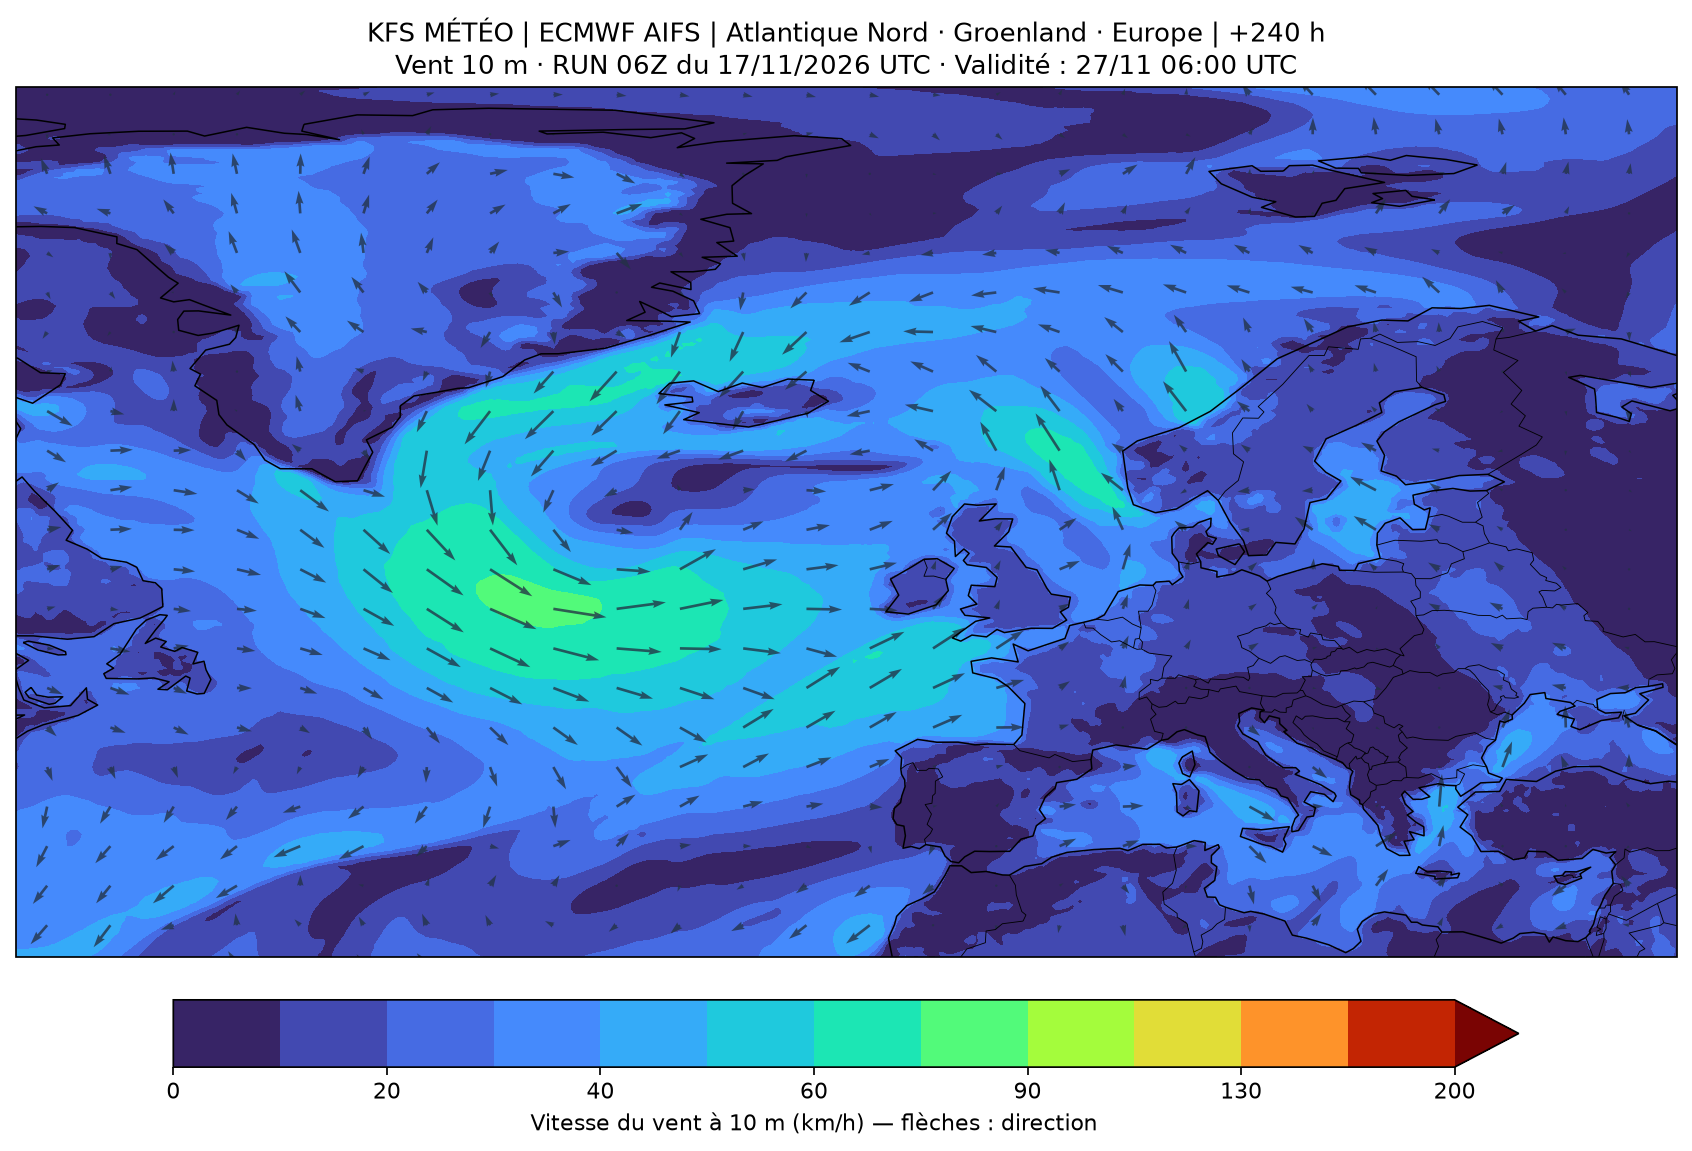 KFS MÉTÉO | ECMWF AIFS | Atlantique Nord · Groenland · Europe | +240 h
Vent 10 m · RUN 06Z du 17/11/2026 UTC · Validité : 27/11 06:00 UTC
0 20 40 60 90 130 200
Vitesse du vent à 10 m (km/h) — flèches : direction